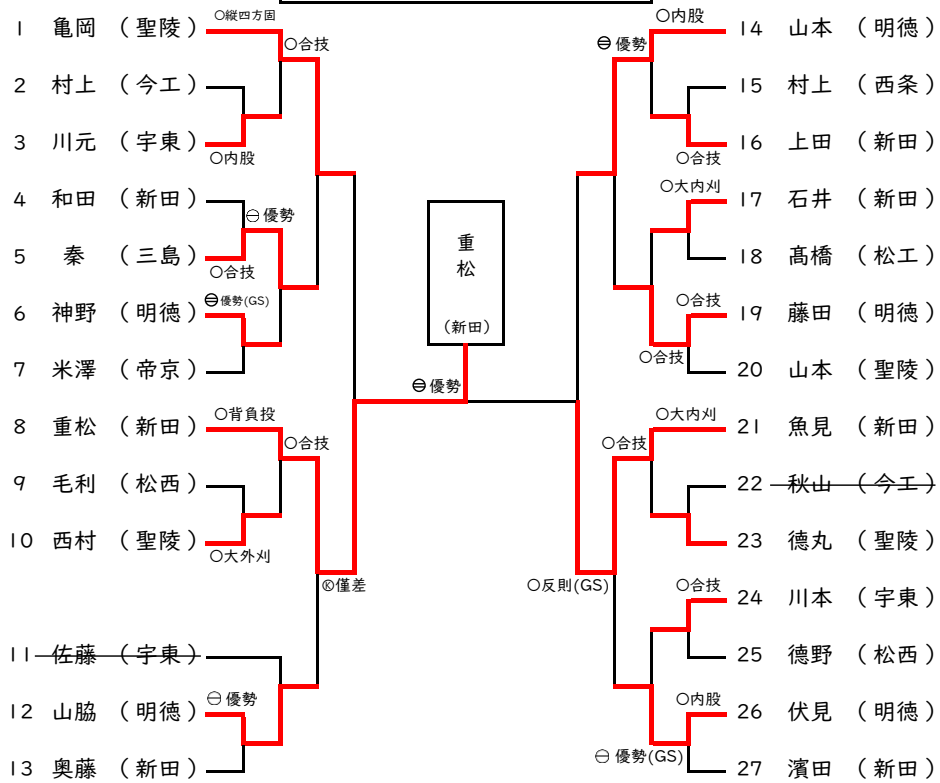 1 亀岡 （聖陵）
○縦四方固
○合技
2 村上 （今工）
3 川元 （宇東）
○内股
4 和田 （新田）
⊖優勢
5 秦 （三島）
○合技
⊖優勢(GS)
6 神野 （明徳）
7 米澤 （帝京）
8 重松 （新田）
○背負投
○合技
9 毛利 （松西）
10 西村 （聖陵）
○大外刈
Ⓚ僅差
11 佐藤 （宇東）
12 山脇 （明徳）
⊖優勢
13 奥藤 （新田）
重松
（新田）
⊜優勢
○内股
14 山本 （明徳）
⊜優勢
15 村上 （西条）
16 上田 （新田）
○合技
○大内刈
17 石井 （新田）
18 髙橋 （松工）
○合技
19 藤田 （明徳）
○合技
20 山本 （聖陵）
○大内刈
21 魚見 （新田）
○合技
22 秋山 （今工）
23 德丸 （聖陵）
○反則(GS)
○合技
24 川本 （宇東）
25 德野 （松西）
○内股
26 伏見 （明徳）
⊖優勢(GS)
27 濱田 （新田）